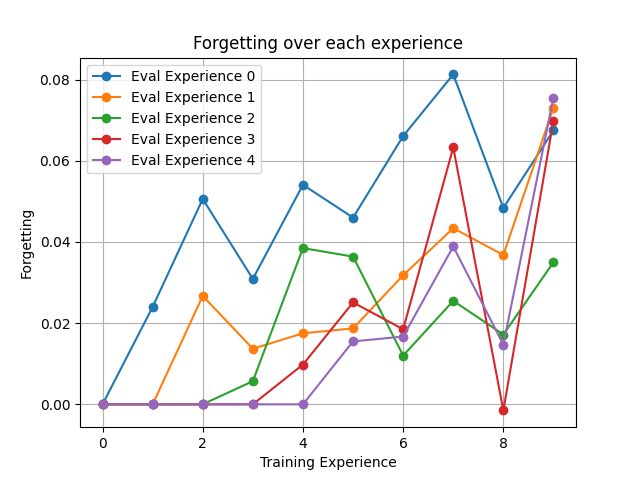 Forgetting over each experience
Eval Experience 0
Eval Experience 1
Eval Experience 2
Eval Experience 3
Eval Experience 4
0.08
0.06
0.04
0.02
0.00
Forgetting
0 2 4 6 8
Training Experience